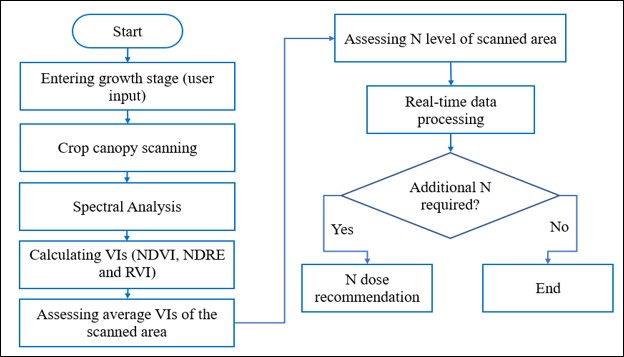 Start
Entering growth stage (user
input)
Crop canopy scanning
Spectral Analysis
Calculating VIs (NDVI, NDRE
and RVI)
Assessing average VIs of the
scanned area
Assessing N level of scanned area
Real-time data
processing
Additional N
required?
Yes
No
N dose
recommendation
End